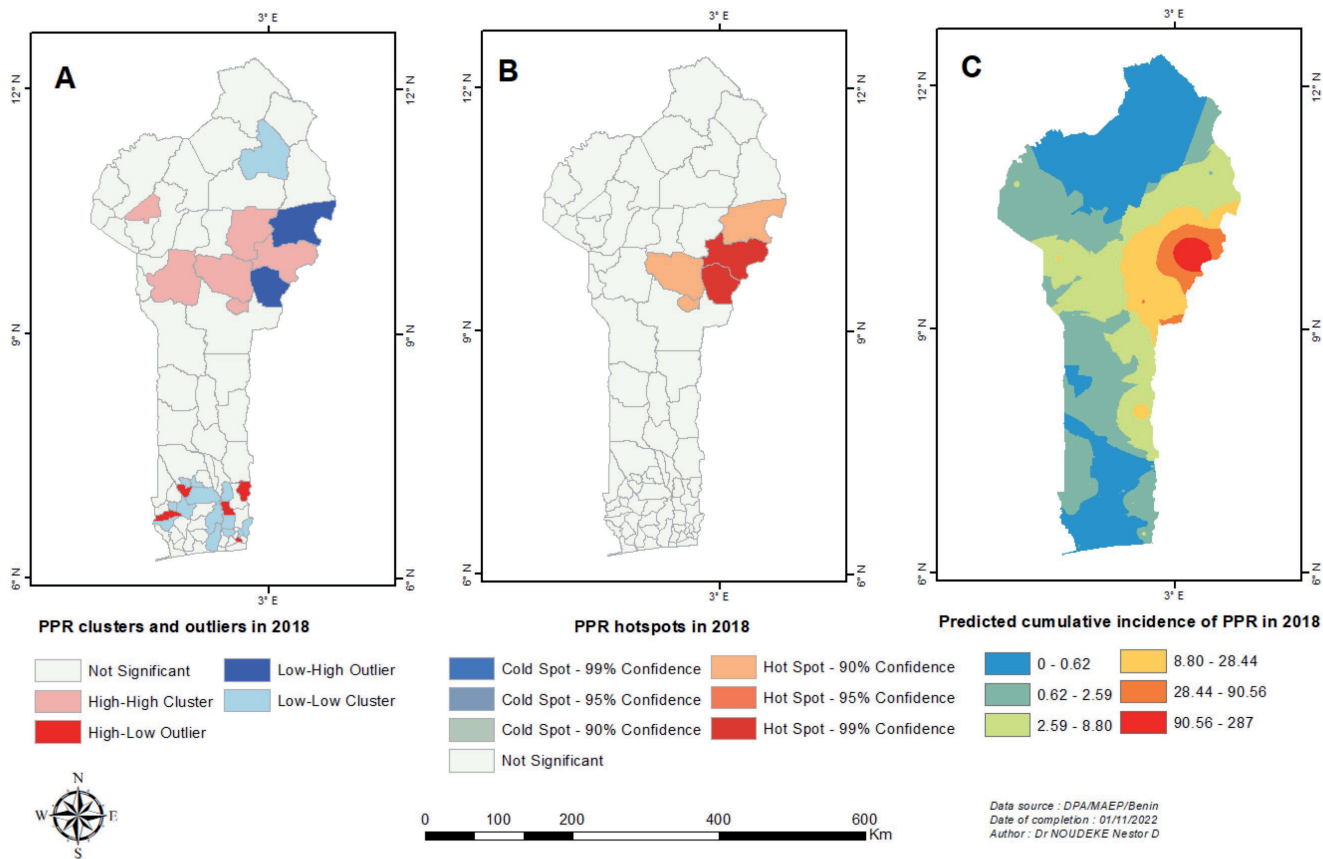 3° E
3° E
3° E
A
B
C
12° N
12° N
12° N
12° N
9° N
9° N
9° N
9° N
6° N
6° N
6° N
6° N
3° E
3° E
3° E
PPR clusters and outliers in 2018
Not Significant
High-High Cluster
High-Low Outlier
Low-High Outlier
Low-Low Cluster
PPR hotspots in 2018
Cold Spot - 99% Confidence
Cold Spot - 95% Confidence
Cold Spot - 90% Confidence
Not Significant
Hot Spot - 90% Confidence
Hot Spot - 95% Confidence
Hot Spot - 99% Confidence
Predicted cumulative incidence of PPR in 2018
0 - 0.62
0.62 - 2.59
2.59 - 8.80
8.80 - 28.44
28.44 - 90.56
90.56 - 287
N
W E
S
0 100 200 400 600
Km
Data source : DPA/MAEP/Benin
Date of completion : 01/11/2022
Author : Dr NOUDEKE Nestor D